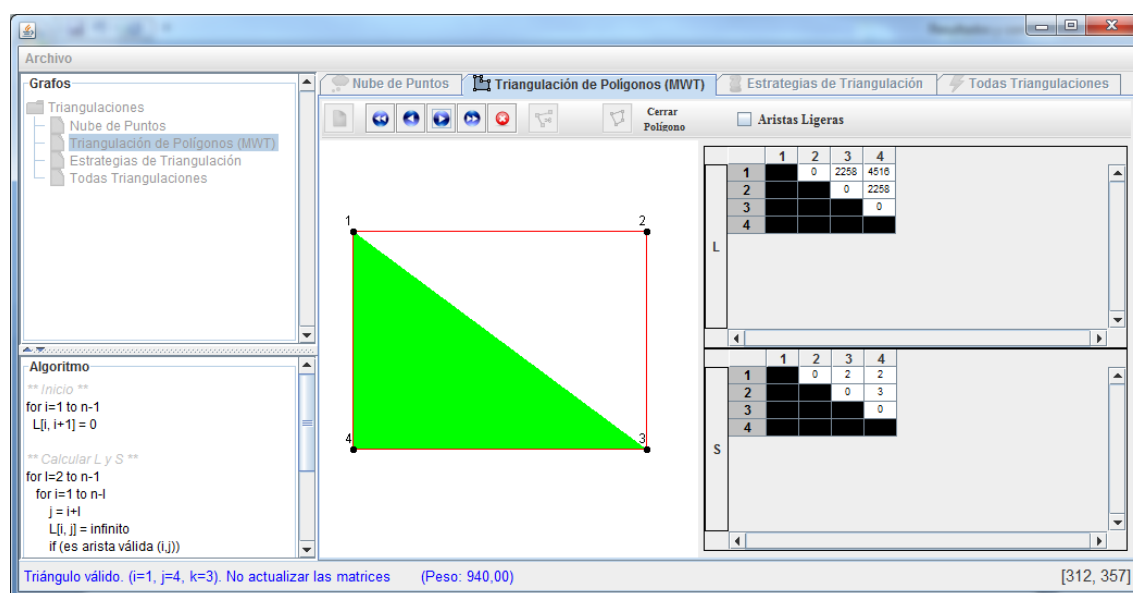 Archivo
Grafos
Triangulaciones
Nube de Puntos
Triangulación de Polígonos (MWT)
Estrategias de Triangulación
Todas Triangulaciones
Nube de Puntos
Triangulación de Polígonos (MWT)
Estrategias de Triangulación
Todas Triangulaciones
Cerrar
Polígono
Aristas Ligeras
1 2
4 3
L
1 2 3 4
1 0 2258 4516
2 0 2258
3 0
4
S
1 2 3 4
1 0 2 2
2 0 3
3 0
4
Algoritmo
** Inicio **
for i=1 to n-1
L[i, i+1] = 0
** Calcular L y S **
for l=2 to n-1
for i=1 to n-l
j = i+l
L[i, j] = infinito
if (es arista válida (i,j))
Triángulo válido. (i=1, j=4, k=3). No actualizar las matrices (Peso: 940,00)
[312, 357]